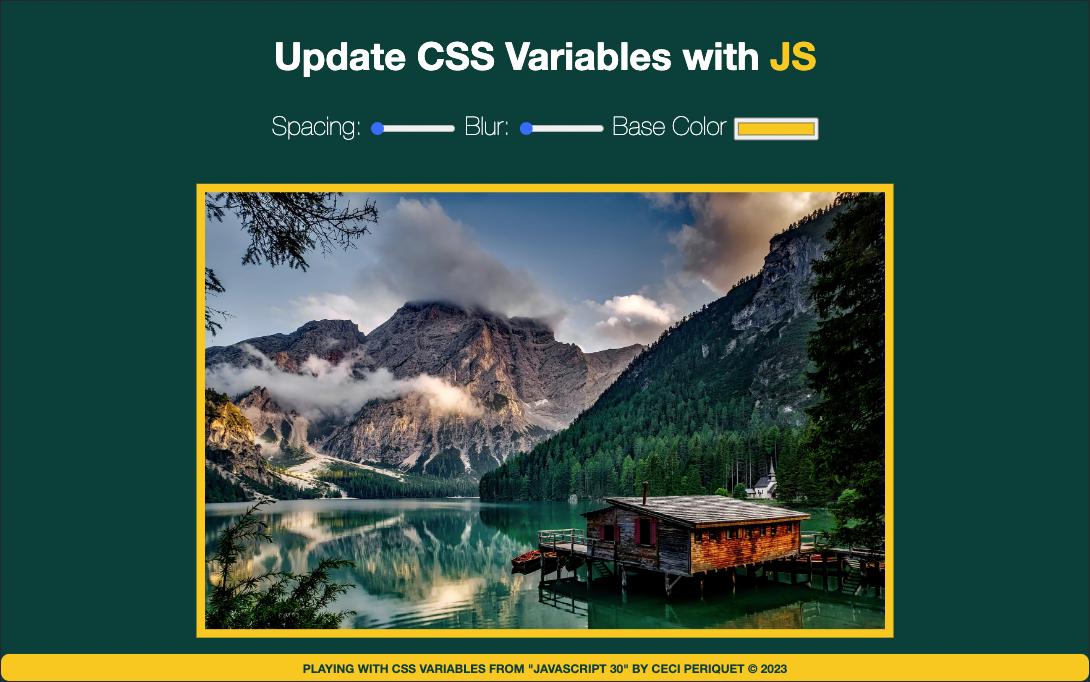 Update CSS Variables with JS
Spacing: Blur: Base Color
PLAYING WITH CSS VARIABLES FROM "JAVASCRIPT 30" BY CECI PERIQUET © 2023